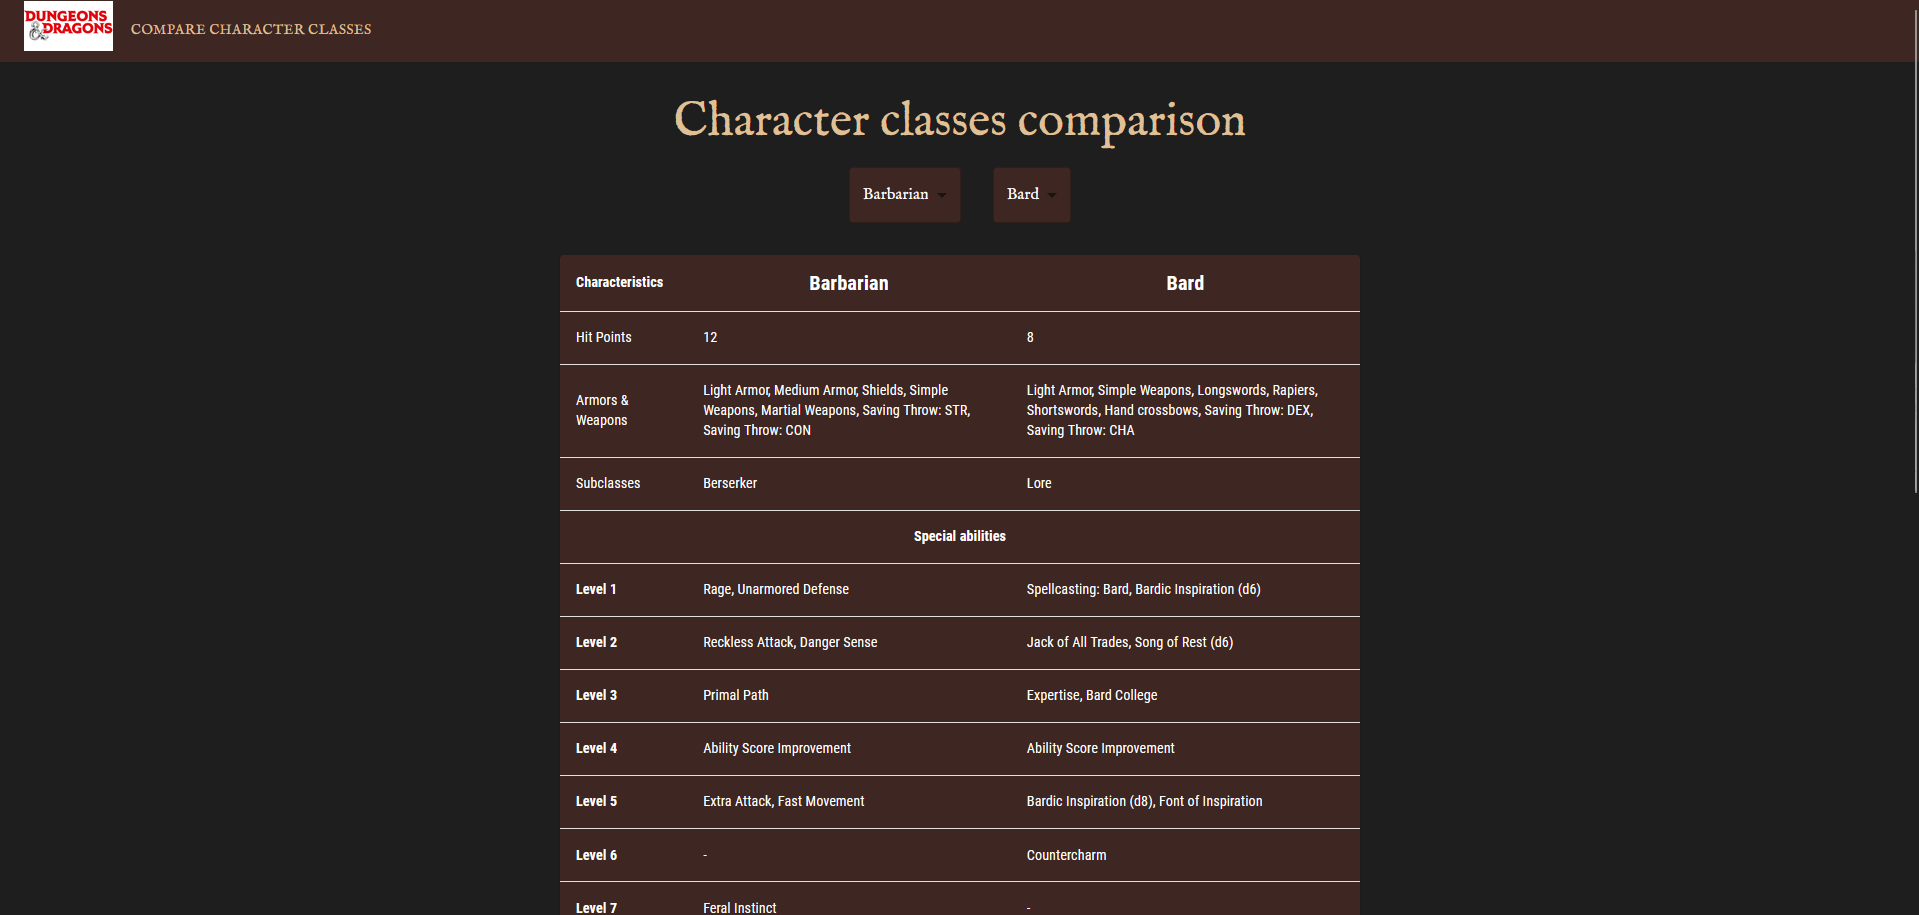 DUNGEONS
& DRAGONS
COMPARE CHARACTER CLASSES
Character classes comparison
Barbarian
Bard
Characteristics
Barbarian
Bard
Hit Points
12
8
Armors &
Weapons
Light Armor, Medium Armor, Shields, Simple
Weapons, Martial Weapons, Saving Throw: STR,
Saving Throw: CON
Light Armor, Simple Weapons, Longswords, Rapiers,
Shortswords, Hand crossbows, Saving Throw: DEX,
Saving Throw: CHA
Subclasses
Berserker
Lore
Special abilities
Level 1
Rage, Unarmored Defense
Spellcasting: Bard, Bardic Inspiration (d6)
Level 2
Reckless Attack, Danger Sense
Jack of All Trades, Song of Rest (d6)
Level 3
Primal Path
Expertise, Bard College
Level 4
Ability Score Improvement
Ability Score Improvement
Level 5
Extra Attack, Fast Movement
Bardic Inspiration (d8), Font of Inspiration
Level 6
-
Countercharm
Level 7
Feral Instinct
-